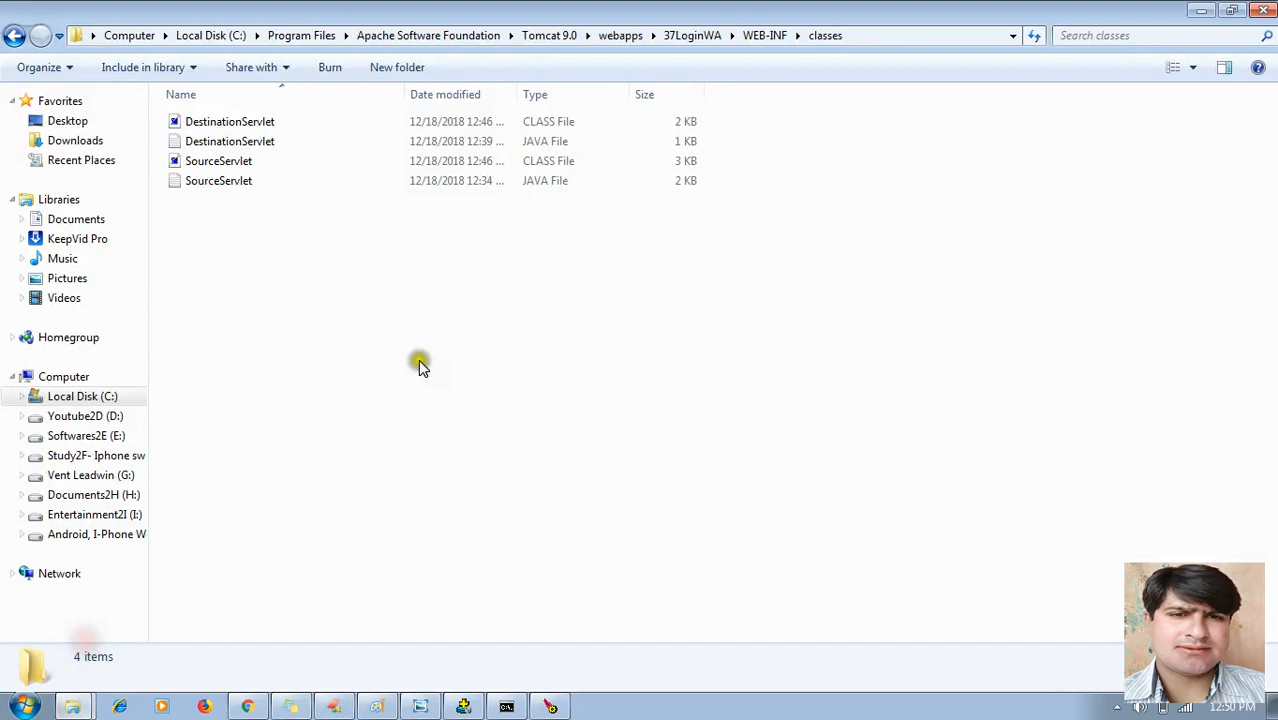 Computer Local Disk (C:) Program Files Apache Software Foundation Tomcat 9.0 webapps 37LoginWA WEB-INF classes Search classes
Organize Include in library Share with Burn New folder
Name Date modified Type Size
Favorites
Desktop
Downloads
Recent Places
Libraries
Documents
KeepVid Pro
Music
Pictures
Videos
Homegroup
Computer
Local Disk (C:)
Youtube2D (D:)
Softwares2E (E:)
Study2F- Iphone sw
Vent Leadwin (G:)
Documents2H (H:)
Entertainment2I (I:)
Android, I-Phone W
Network
DestinationServlet 12/18/2018 12:46 ... CLASS File 2 KB
DestinationServlet 12/18/2018 12:39 ... JAVA File 1 KB
SourceServlet 12/18/2018 12:46 ... CLASS File 3 KB
SourceServlet 12/18/2018 12:34 ... JAVA File 2 KB
4 items
12:50 PM